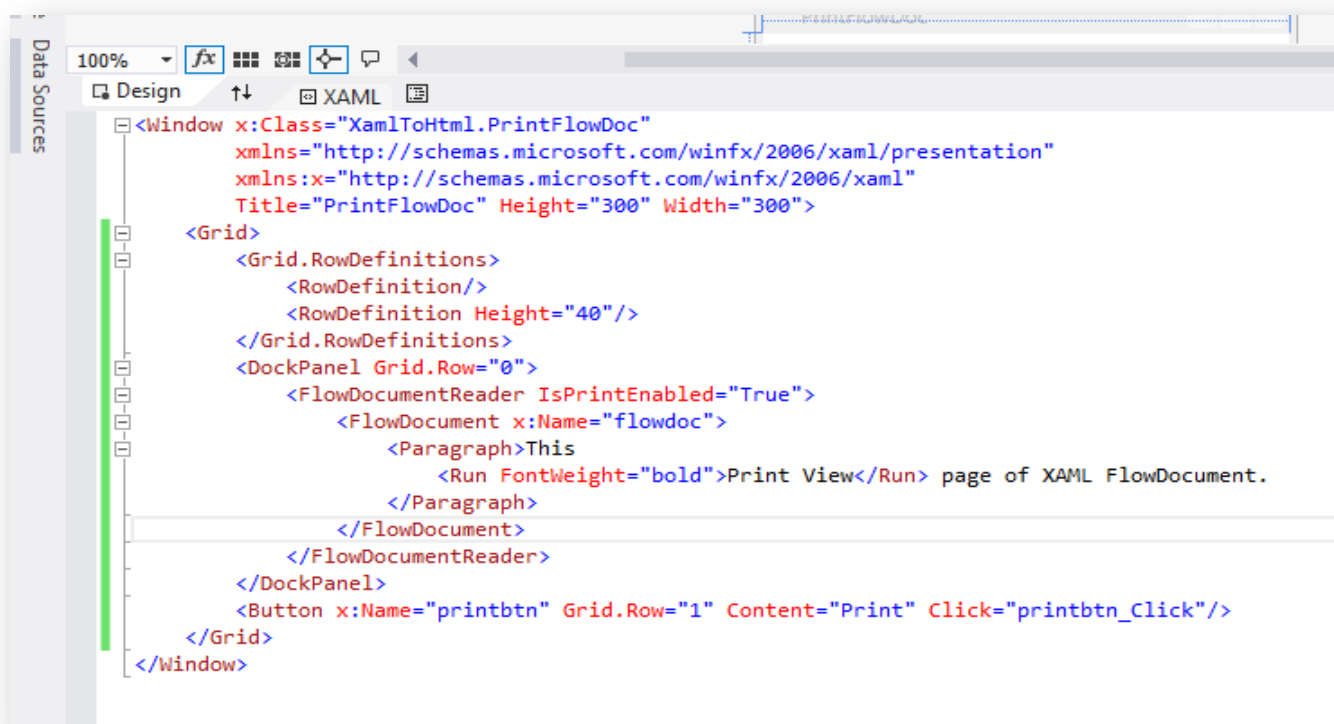 PrintFlowDoc
100%
Data Sources
Design
XAML
<Window x:Class="XamlToHtml.PrintFlowDoc"
xmlns="http://schemas.microsoft.com/winfx/2006/xaml/presentation"
xmlns:x="http://schemas.microsoft.com/winfx/2006/xaml"
Title="PrintFlowDoc" Height="300" Width="300">
<Grid>
<Grid.RowDefinitions>
<RowDefinition/>
<RowDefinition Height="40"/>
</Grid.RowDefinitions>
<DockPanel Grid.Row="0">
<FlowDocumentReader IsPrintEnabled="True">
<FlowDocument x:Name="flowdoc">
<Paragraph>This
<Run FontWeight="bold">Print View</Run> page of XAML FlowDocument.
</Paragraph>
</FlowDocument>
</FlowDocumentReader>
</DockPanel>
<Button x:Name="printbtn" Grid.Row="1" Content="Print" Click="printbtn_Click"/>
</Grid>
</Window>